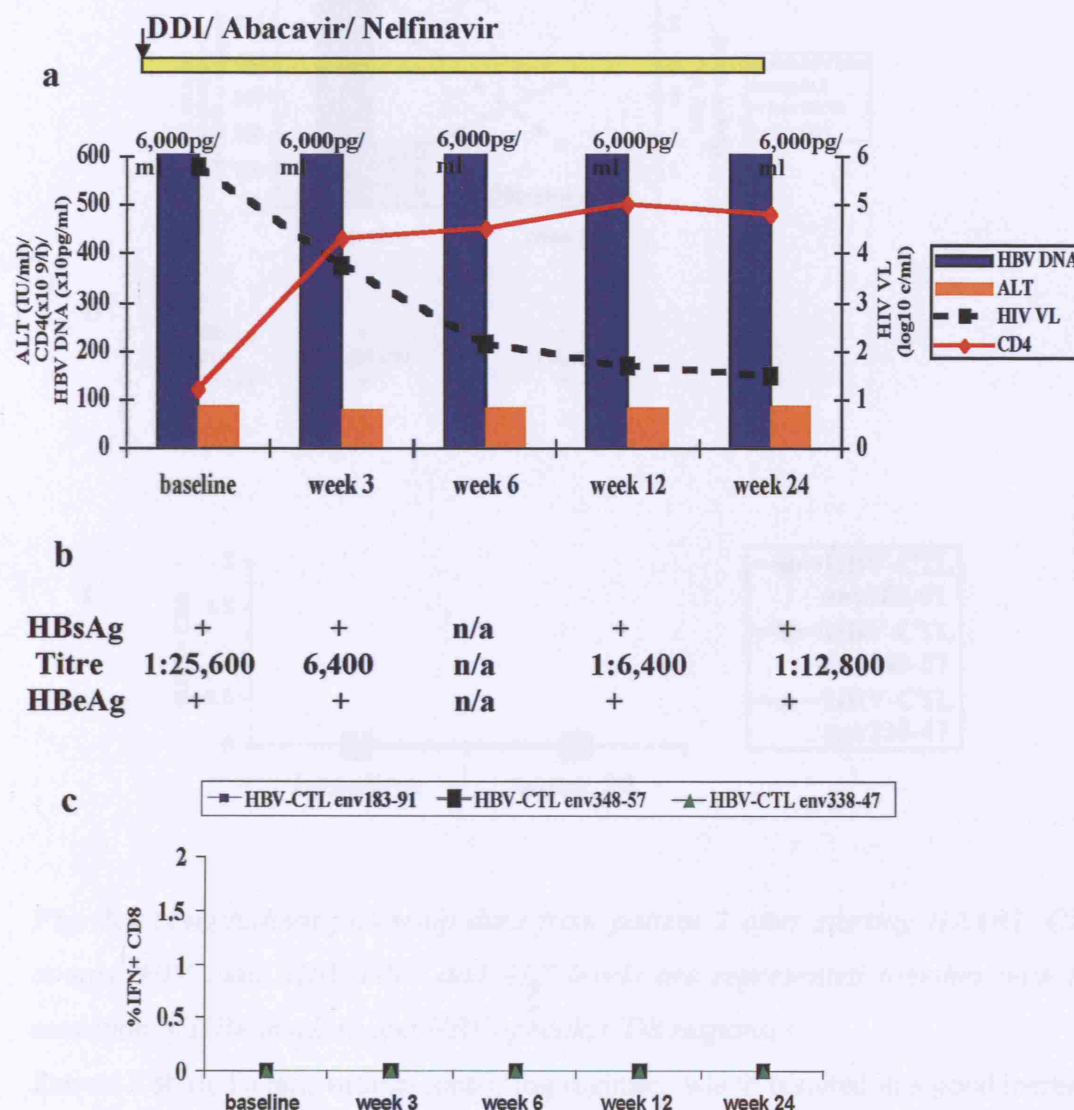 DDI/ Abacavir/ Nelfinavir
a
6,000pg/ 6,000pg/ 6,000pg/ 6,000pg/ 6,000pg/
ml ml ml ml ml
ALT (IU/ml)/
CD4(x10 9/l)/
HBV DNA (x10pg/ml)
600
500
400
300
200
100
0
6
5
4
3
2
1
0
HIV VL
(log10 c/ml)
HBV DNA
ALT
HIV VL
CD4
baseline week 3 week 6 week 12 week 24
b
HBsAg + + n/a + +
Titre 1:25,600 6,400 n/a 1:6,400 1:12,800
HBeAg + + n/a + +
c
HBV-CTL env183-91 HBV-CTL env348-57 HBV-CTL env338-47
%IFN+ CD8
2
1,5
1
0,5
0
baseline week 3 week 6 week 12 week 24